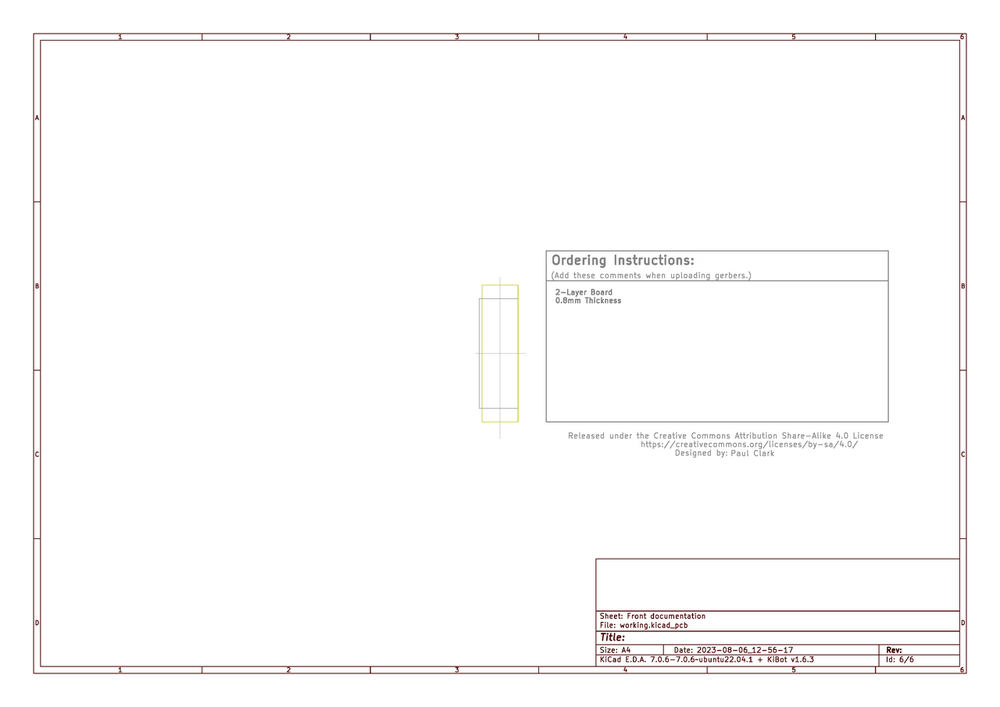 1 2 3 4 5 6
A A
Ordering Instructions:
(Add these comments when uploading gerbers.)
B B
2-Layer Board
0.8mm Thickness
Released under the Creative Commons Attribution Share-Alike 4.0 License
https://creativecommons.org/licenses/by-sa/4.0/
Designed by: Paul Clark
C C
Sheet: Front documentation
D D
File: working.kicad_pcb
Title:
Size: A4 Date: 2023-08-06_12-56-17 Rev:
KiCad E.D.A. 7.0.6-7.0.6-ubuntu22.04.1 + KiBot v1.6.3 Id: 6/6
1 2 3 4 5 6